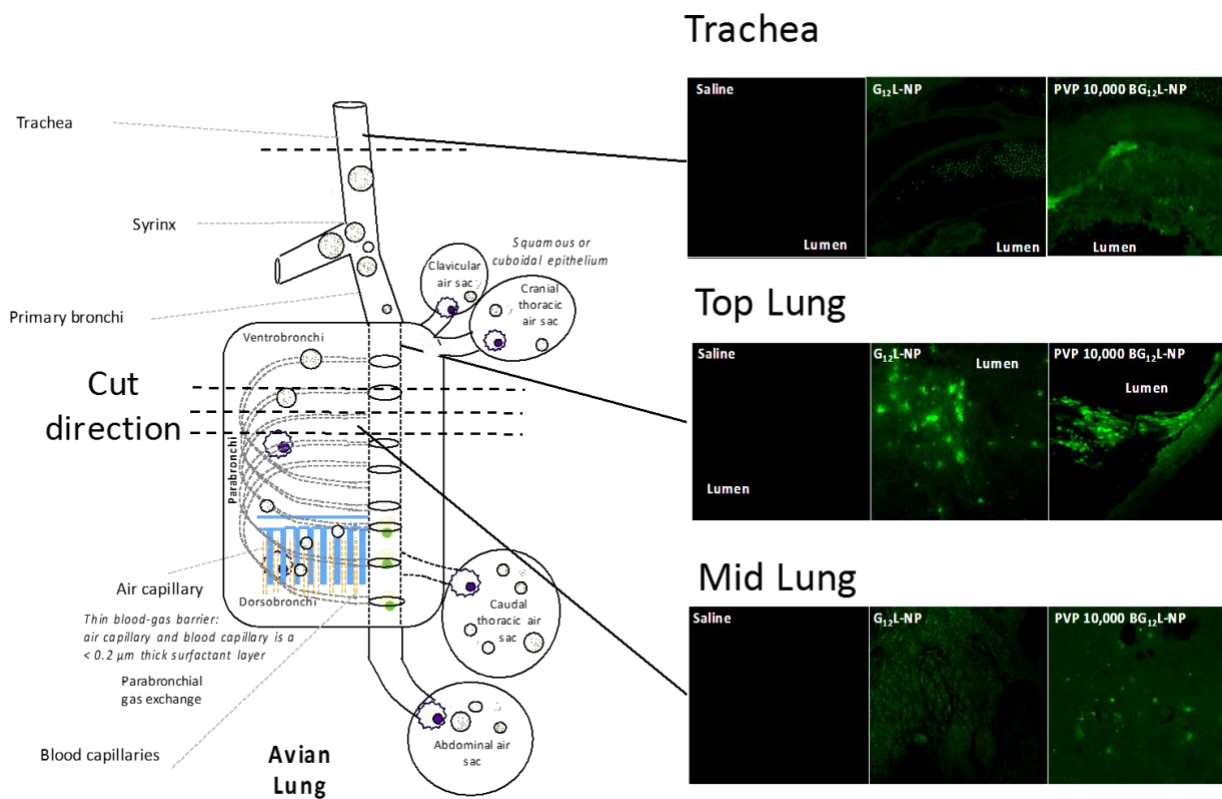 Trachea
Syrinx
Primary bronchi
Clavicular
air sac
Squamous or
cuboidal epithelium
Cranial
thoracic
air sac
Ventrobronchi
Cut
direction
Parabronchi
Air capillary
Dorsobronchi
Thin blood-gas barrier:
air capillary and blood capillary is a
< 0.2 µm thick surfactant layer
Parabronchial
gas exchange
Blood capillaries
Caudal
thoracic air
sac
Abdominal air
sac
Avian
Lung
Trachea
Saline
Lumen
G₁₂L-NP
Lumen
PVP 10,000 BG₁₂L-NP
Lumen
Top Lung
Saline
Lumen
G₁₂L-NP
Lumen
PVP 10,000 BG₁₂L-NP
Lumen
Mid Lung
Saline
G₁₂L-NP
PVP 10,000 BG₁₂L-NP